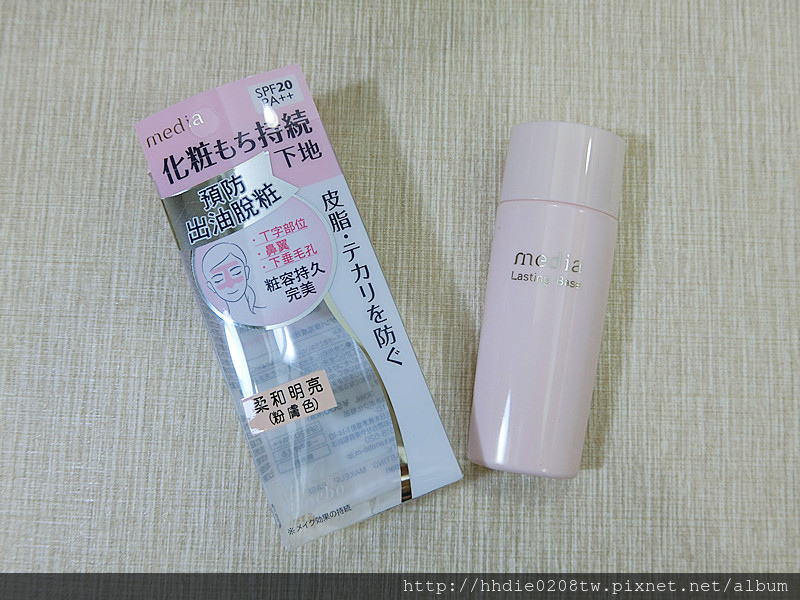 SPF20
PA++
media
化粧もち持続
下地
預防
出油脫粧
・丁字部位
・鼻翼
・下垂毛孔
粧容持久
完美
皮脂・テカリを防ぐ
柔和明亮
(粉膚色)
※メイク効果の持続
media
Lasting Base
http://hhdie0208tw.pixnet.net/album